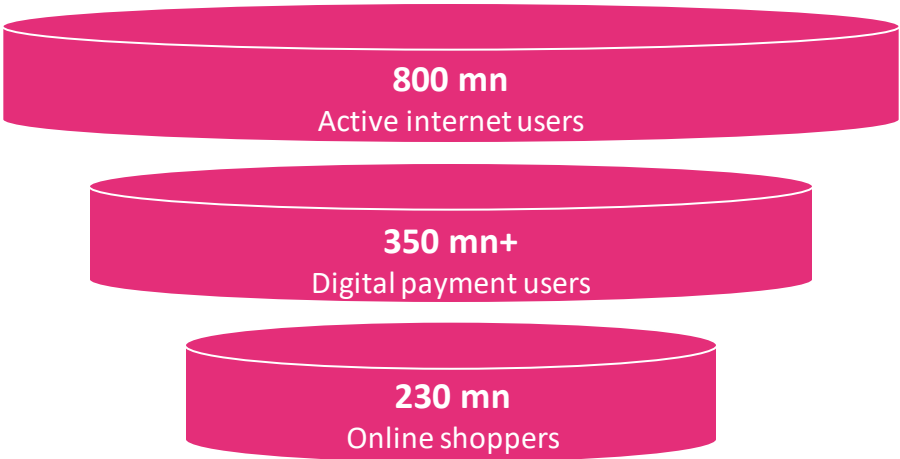 800 mn
Active internet users
350 mn+
Digital payment users
230 mn
Online shoppers